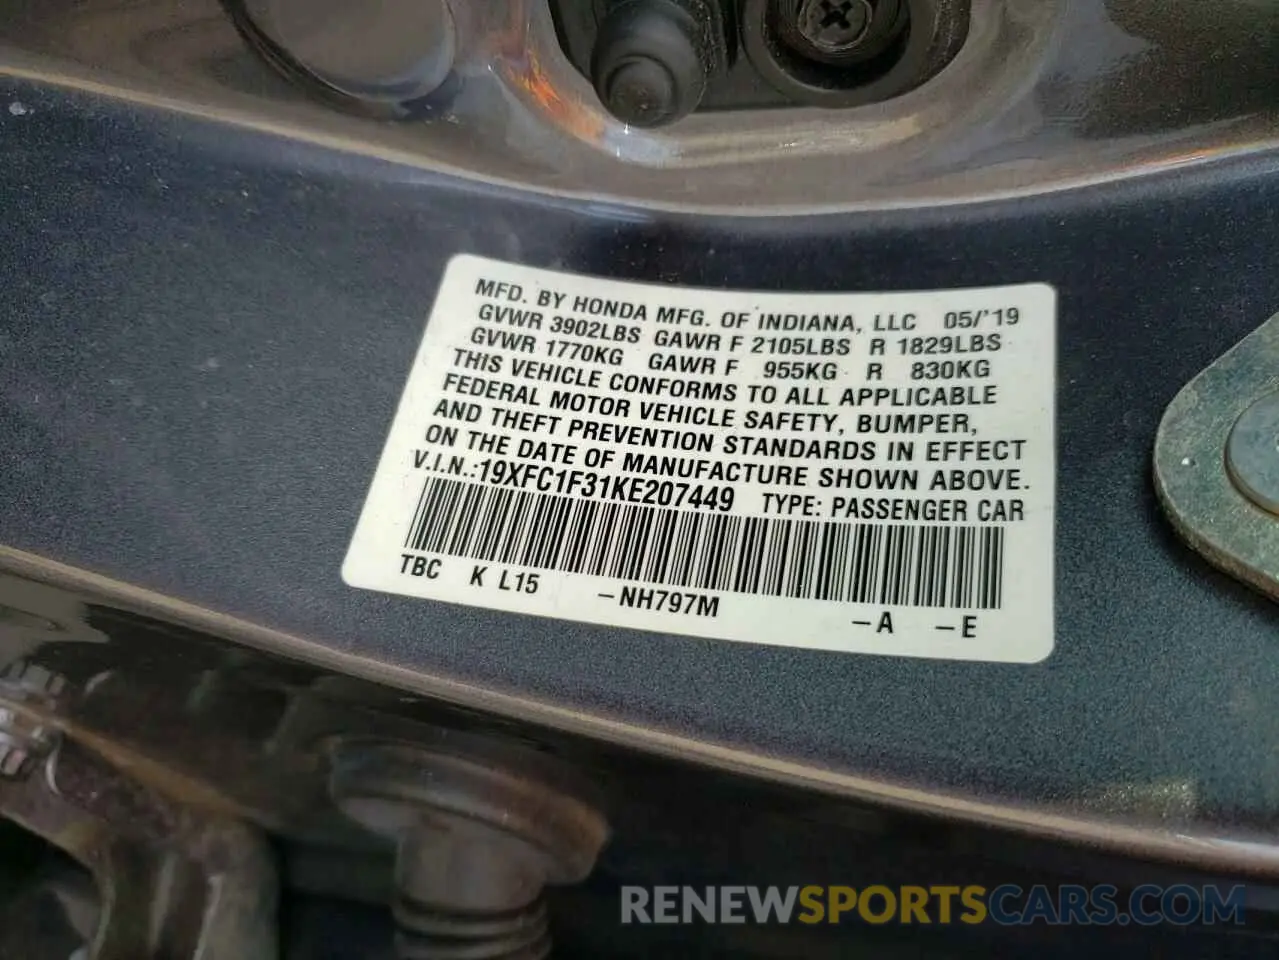 MFD. BY HONDA MFG. OF INDIANA, LLC 05/'19
GVWR 3902LBS GAWR F 2105LBS R 1829LBS
GVWR 1770KG GAWR F 955KG R 830KG
THIS VEHICLE CONFORMS TO ALL APPLICABLE
FEDERAL MOTOR VEHICLE SAFETY, BUMPER,
AND THEFT PREVENTION STANDARDS IN EFFECT
ON THE DATE OF MANUFACTURE SHOWN ABOVE.
V.I.N.:19XFC1F31KE207449 TYPE: PASSENGER CAR
TBC K L15 –NH797M –A –E
RENEWSPORTSCARS.COM